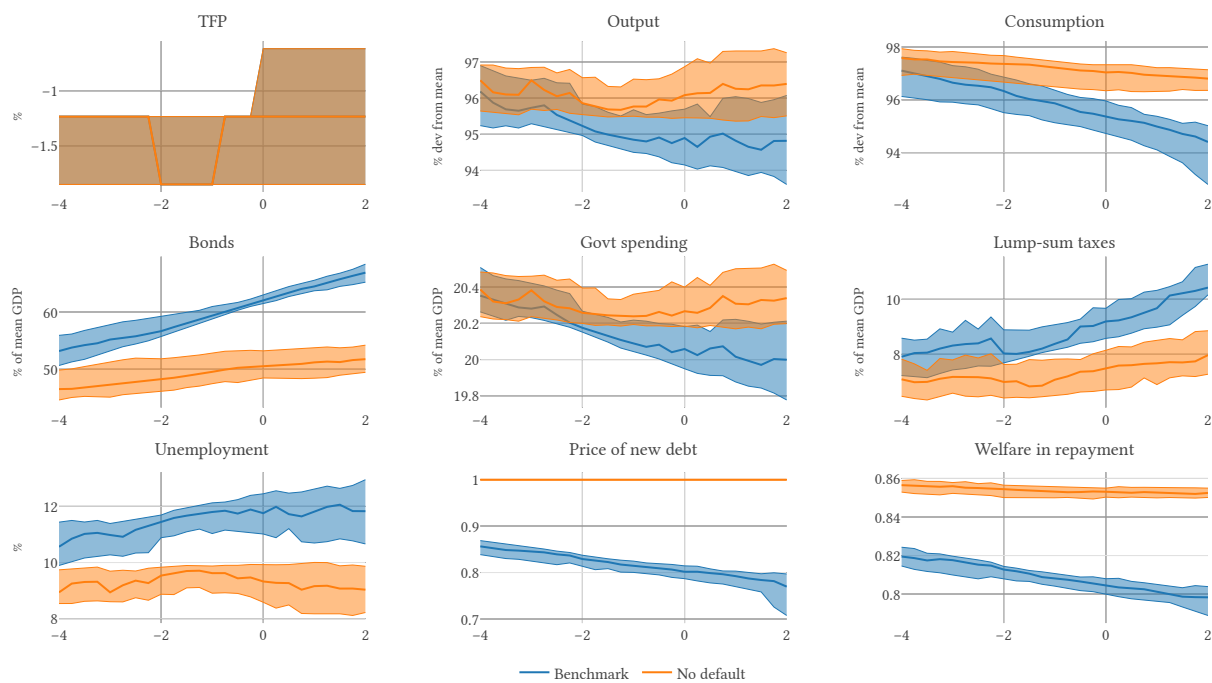 TFP
Output
Consumption
%
−1
−1.5
−4 −2 0 2
% dev from mean
97
96
95
94
−4 −2 0 2
% dev from mean
98
96
94
−4 −2 0 2
Bonds
Govt spending
Lump-sum taxes
% of mean GDP
60
50
−4 −2 0 2
% of mean GDP
20.4
20.2
20
19.8
−4 −2 0 2
% of mean GDP
10
8
−4 −2 0 2
Unemployment
Price of new debt
Welfare in repayment
%
12
10
8
−4 −2 0 2
1
0.9
0.8
0.7
−4 −2 0 2
0.86
0.84
0.82
0.8
−4 −2 0 2
Benchmark No default